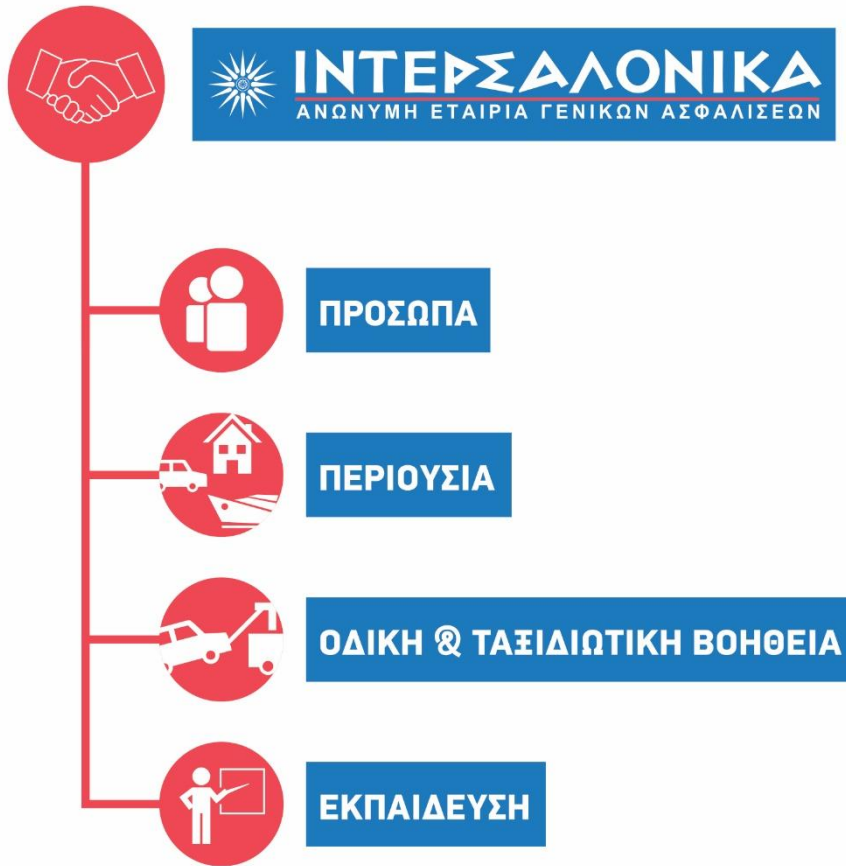 ΙΝΤΕΡΣΑΛΟΝΙΚΑ
ΑΝΩΝΥΜΗ ΕΤΑΙΡΙΑ ΓΕΝΙΚΩΝ ΑΣΦΑΛΙΣΕΩΝ
ΠΡΟΣΩΠΑ
ΠΕΡΙΟΥΣΙΑ
ΟΔΙΚΗ & ΤΑΞΙΔΙΩΤΙΚΗ ΒΟΗΘΕΙΑ
ΕΚΠΑΙΔΕΥΣΗ